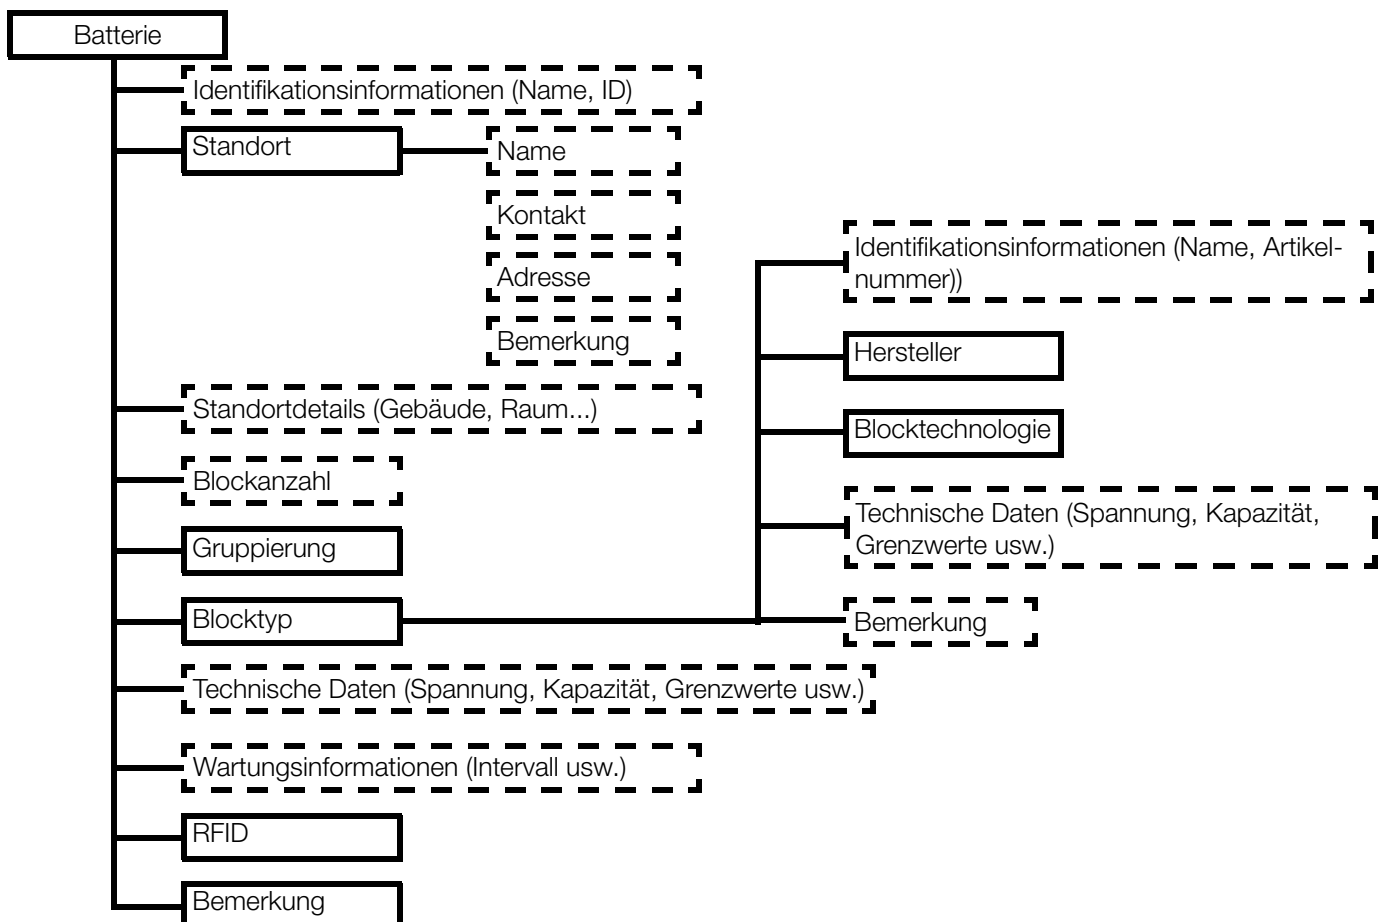 Batterie
Identifikationsinformationen (Name, ID)
Standort
Name
Kontakt
Adresse
Bemerkung
Standortdetails (Gebäude, Raum...)
Blockanzahl
Gruppierung
Blocktyp
Identifikationsinformationen (Name, Artikel-
nummer))
Hersteller
Blocktechnologie
Technische Daten (Spannung, Kapazität,
Grenzwerte usw.)
Bemerkung
Technische Daten (Spannung, Kapazität, Grenzwerte usw.)
Wartungsinformationen (Intervall usw.)
RFID
Bemerkung